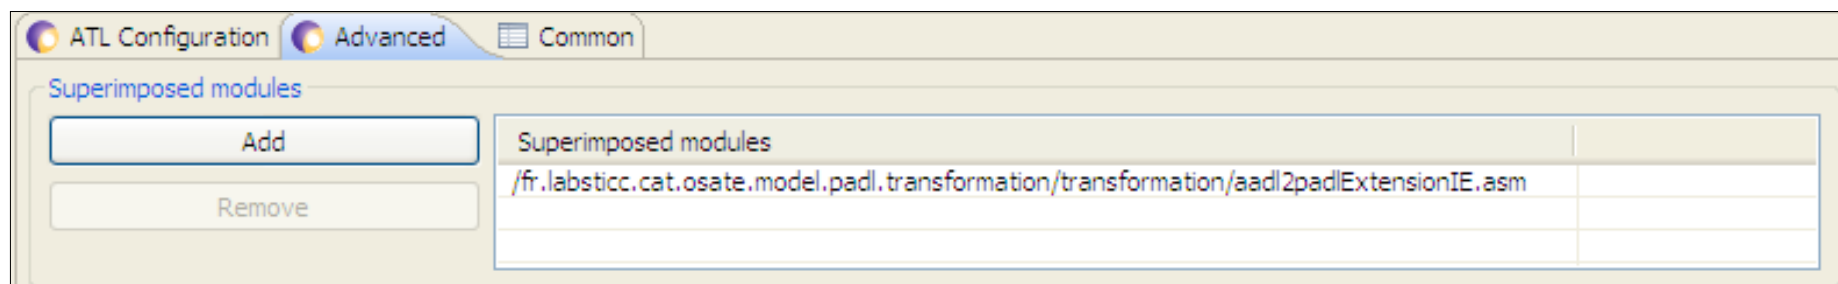 ATL Configuration Advanced Common
Superimposed modules
Add
Superimposed modules
/fr.labsticc.cat.osate.model.padl.transformation/transformation/aadl2padlExtensionIE.asm
Remove